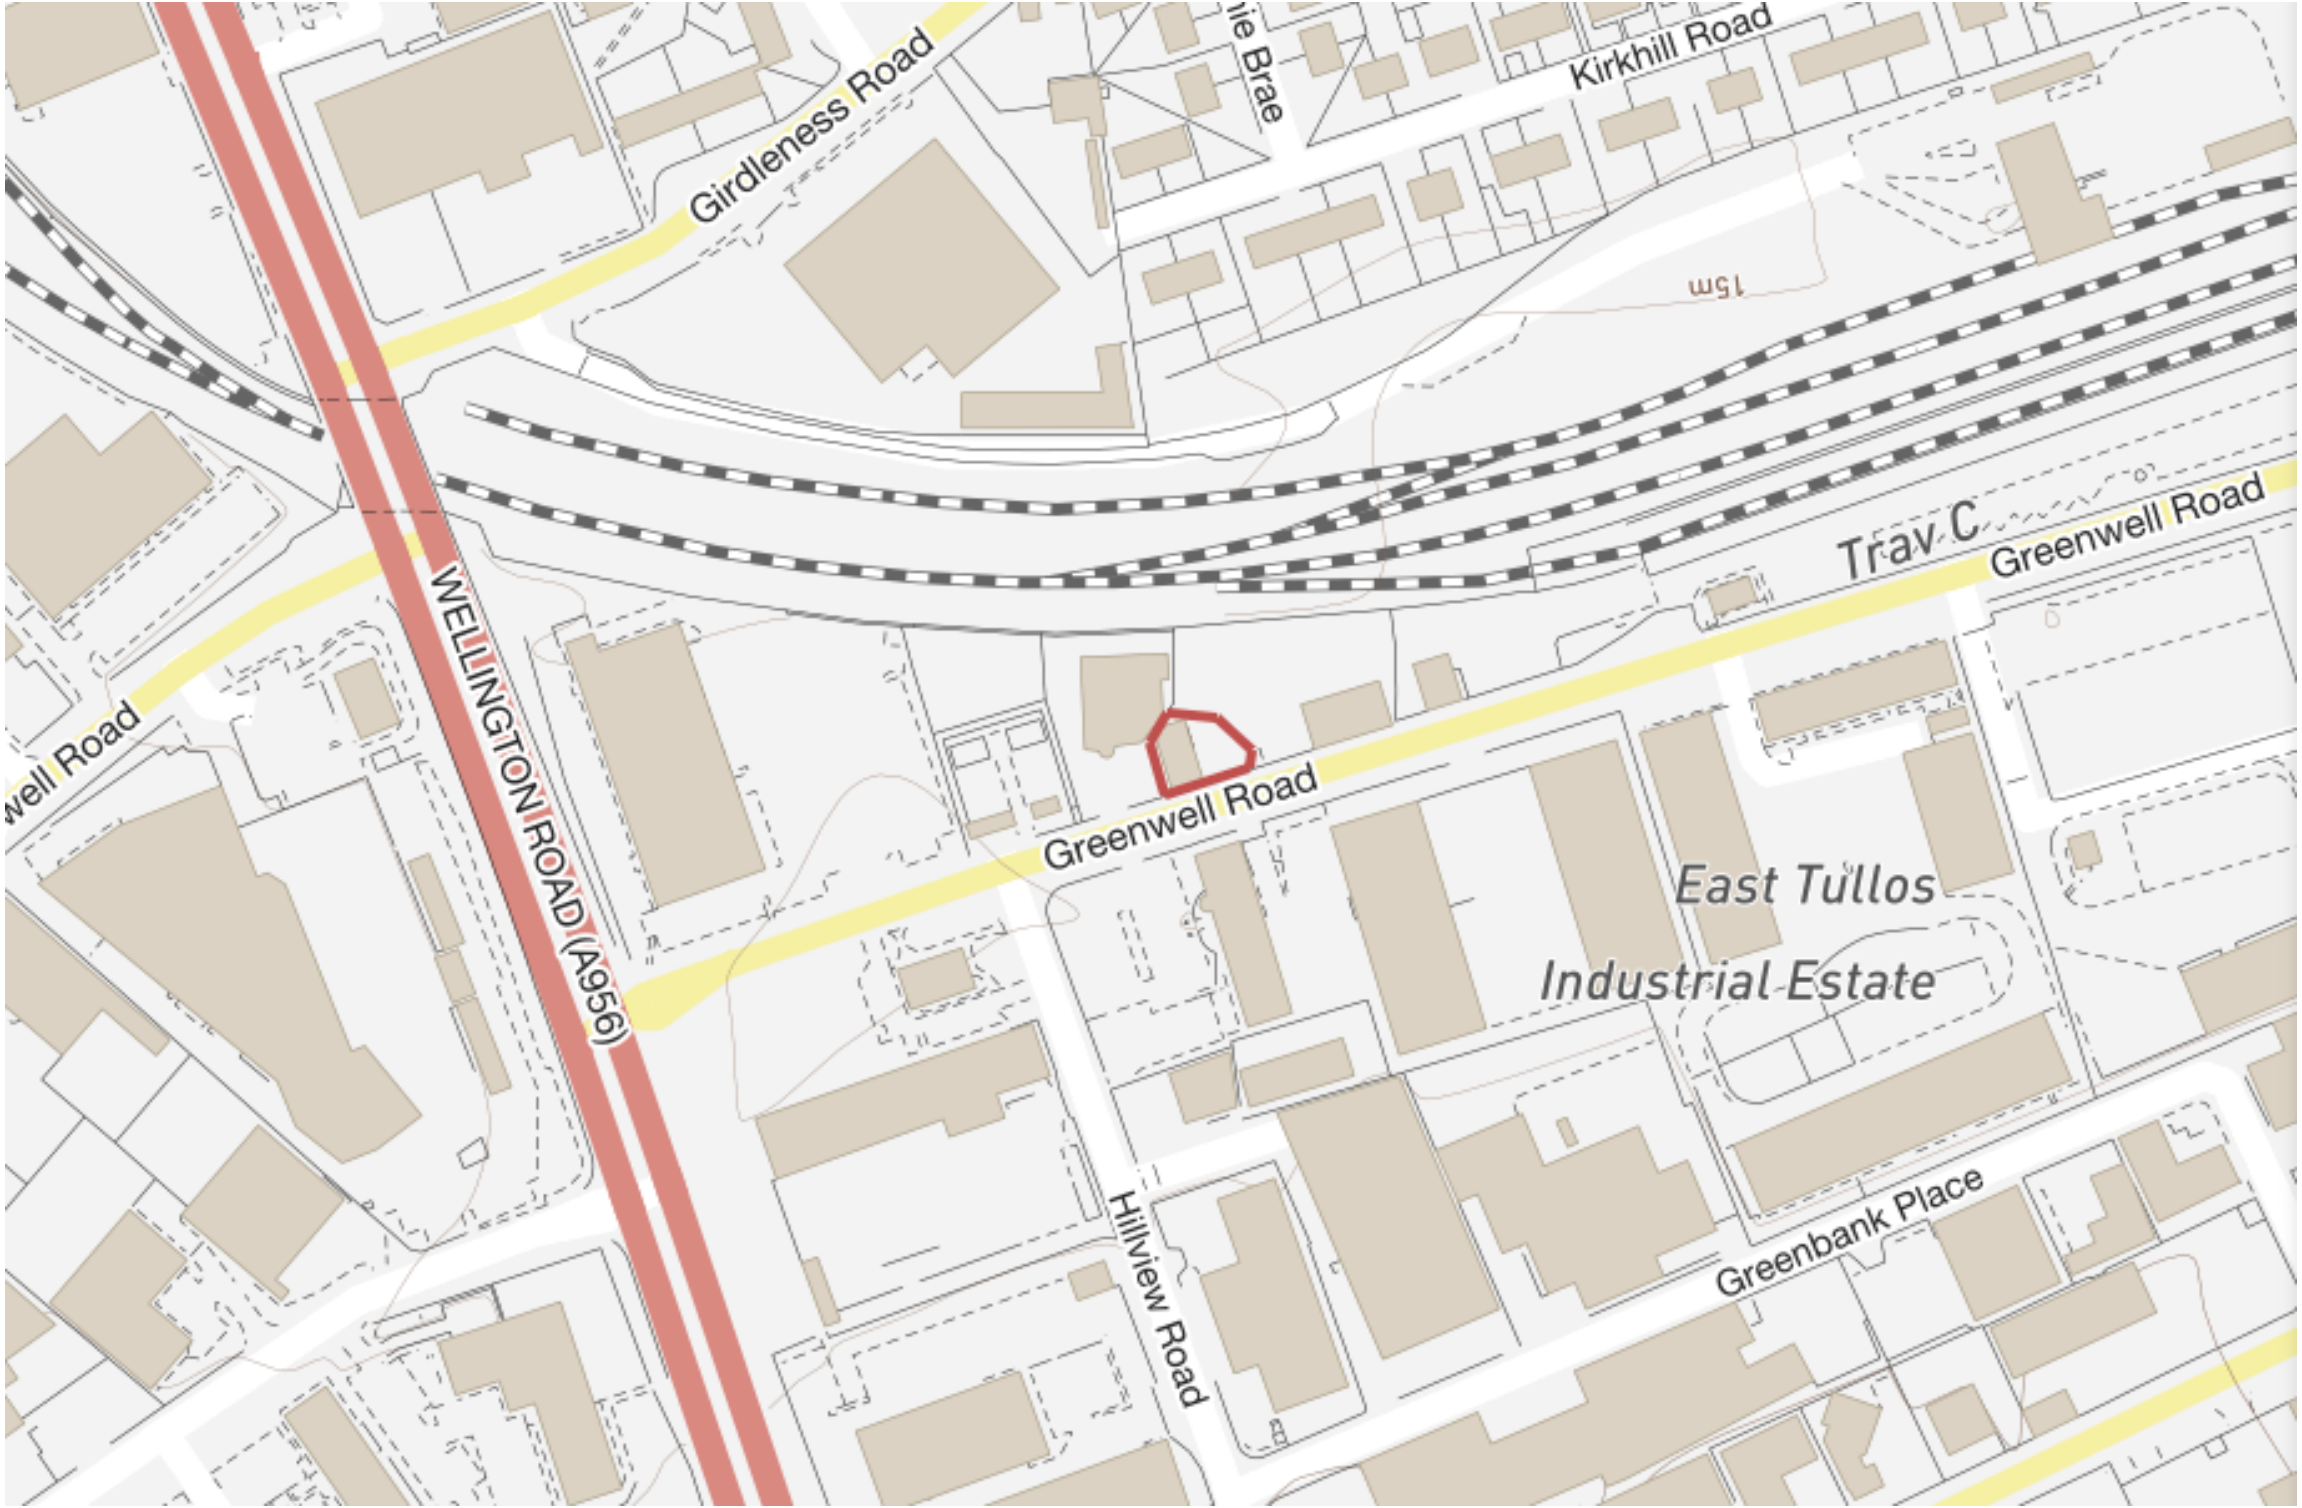 nie Brae
Kirkhill Road
Girdleness Road
15m
Trav C
Greenwell Road
WELLINGTON ROAD (A956)
well Road
Greenwell Road
East Tullos
Industrial Estate
Hillview Road
Greenbank Place